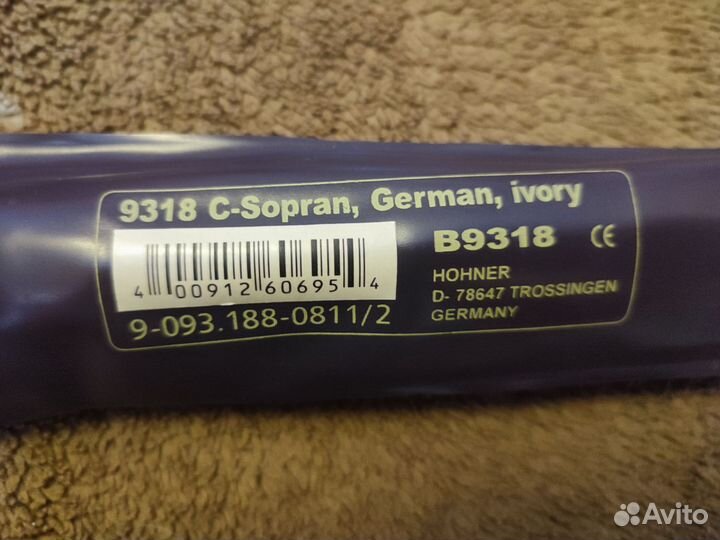 9318 C-Sopran, German, ivory
B9318 CE
4 00912 60695 4
HOHNER
D- 78647 TROSSINGEN
GERMANY
9-093.188-0811/2
Avito